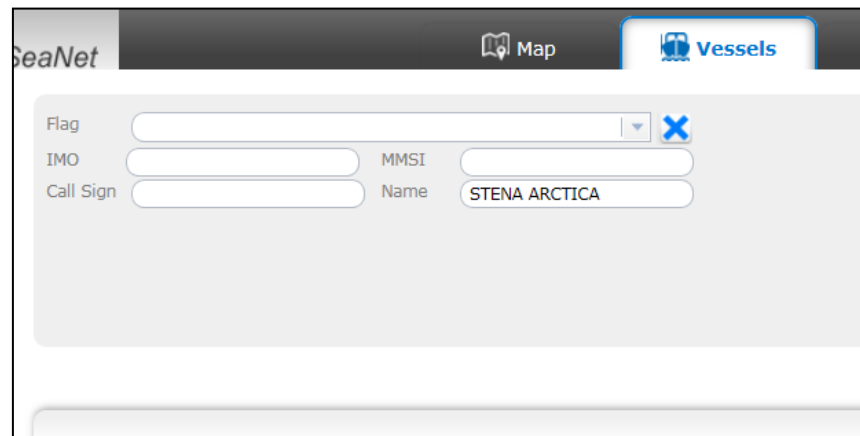 SeaNet
Map
Vessels
Flag
IMO
MMSI
Call Sign
Name
STENA ARCTICA